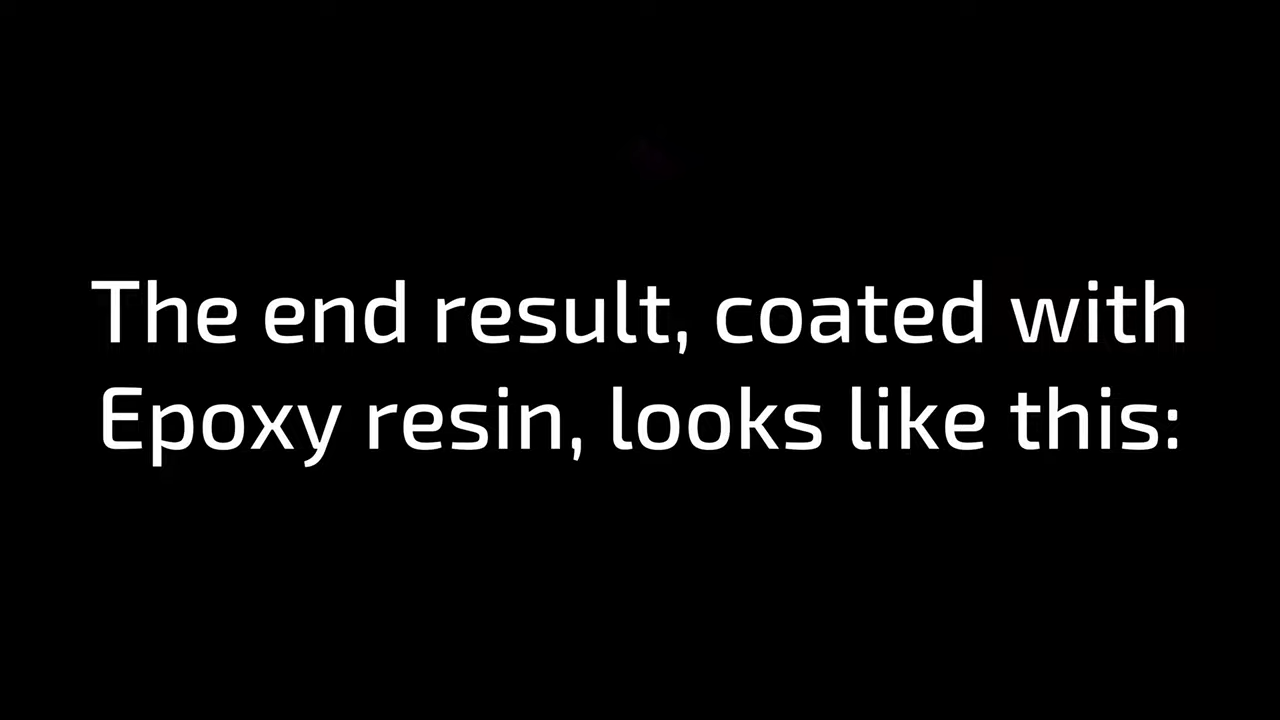 The end result, coated with
Epoxy resin, looks like this: